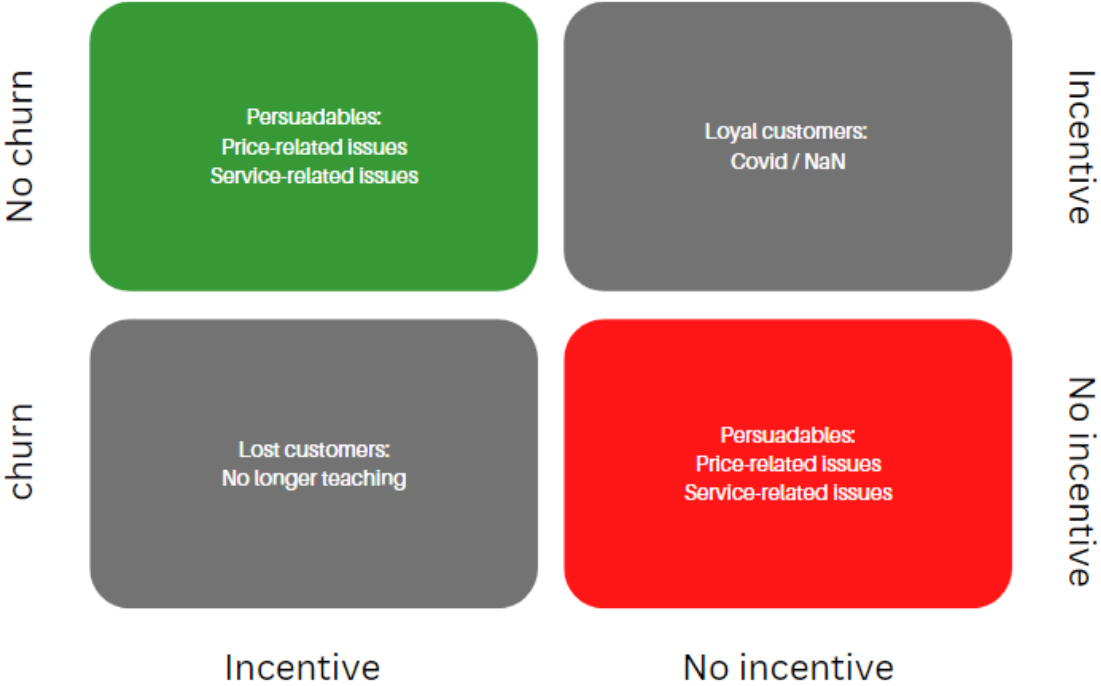 No churn
Persuadables:
Price-related issues
Service-related issues
Loyal customers:
Covid / NaN
Incentive
churn
Lost customers:
No longer teaching
Persuadables:
Price-related issues
Service-related issues
No incentive
Incentive
No incentive